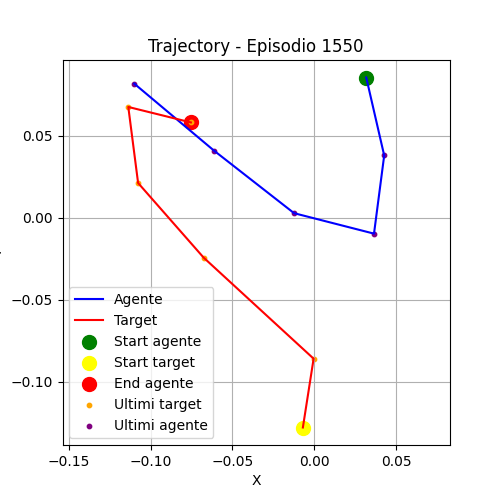 Trajectory - Episodio 1550
0.05
0.00
−0.05
−0.10
−0.15
−0.10
−0.05
0.00
0.05
X
Agente
Target
Start agente
Start target
End agente
Ultimi target
Ultimi agente